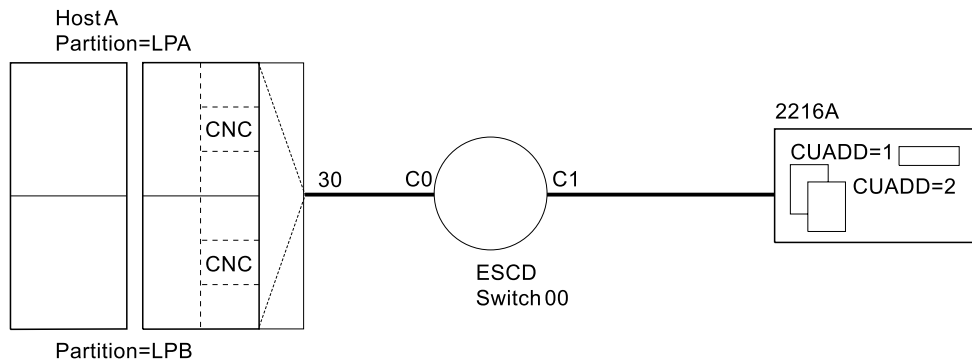 Host A
Partition=LPA
2216A
CNC
CUADD=1
30
C0
C1
CUADD=2
CNC
ESCD
Switch 00
Partition=LPB